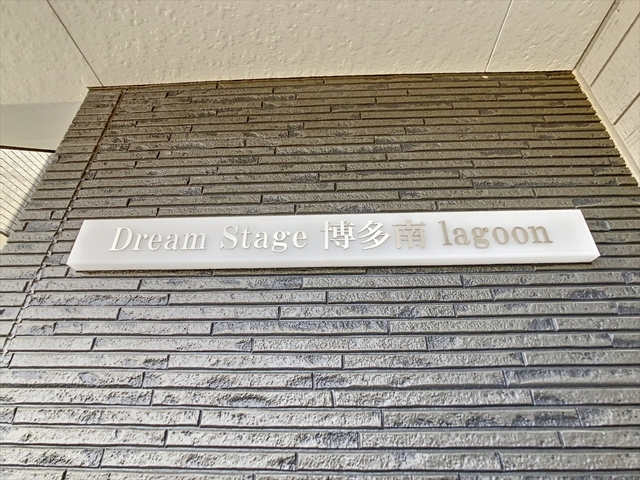 Dream Stage 博多南 lagoon